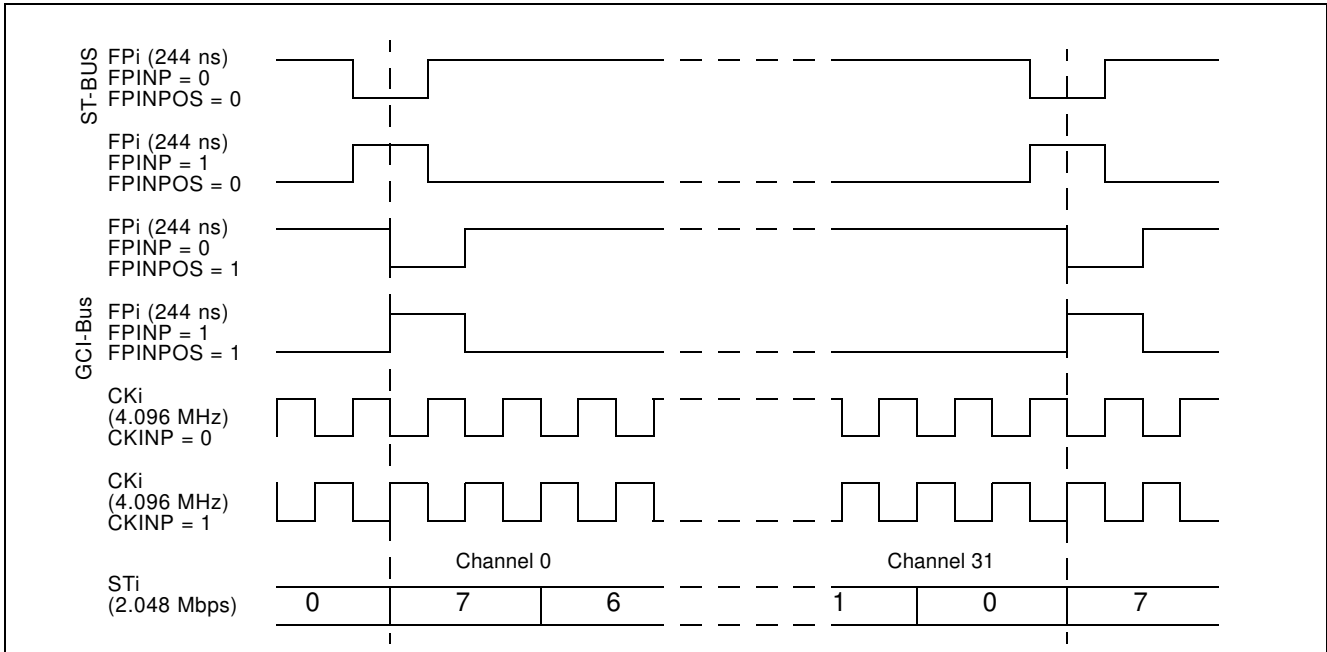 ST-BUS
FPi (244 ns)
FPINP = 0
FPINPOS = 0
FPi (244 ns)
FPINP = 1
FPINPOS = 0
FPi (244 ns)
FPINP = 0
FPINPOS = 1
GCI-Bus
FPi (244 ns)
FPINP = 1
FPINPOS = 1
CKi
(4.096 MHz)
CKINP = 0
CKi
(4.096 MHz)
CKINP = 1
Channel 0 Channel 31
STi
(2.048 Mbps) 0 7 6 1 0 7